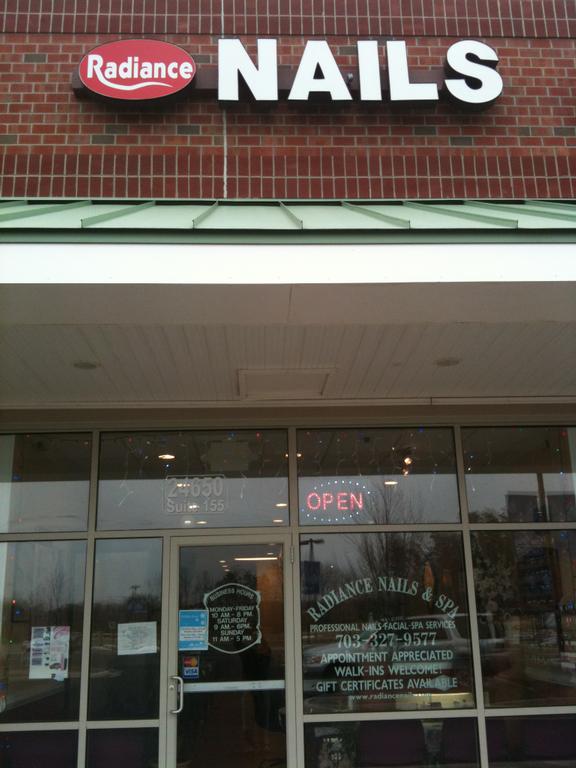 Radiance
NAILS
24650
Suite 155
OPEN
BUSINESS HOURS
MONDAY-FRIDAY
10 AM.- 8 PM.
SATURDAY
9 AM.- 6PM.
SUNDAY
11 AM - 5 PM
VISA
RADIANCE NAILS & SPA
PROFESSIONAL NAILS-FACIAL-SPA SERVICES
703-327-9577
APPOINTMENT APPRECIATED
WALK-INS WELCOME!
GIFT CERTIFICATES AVAILABLE